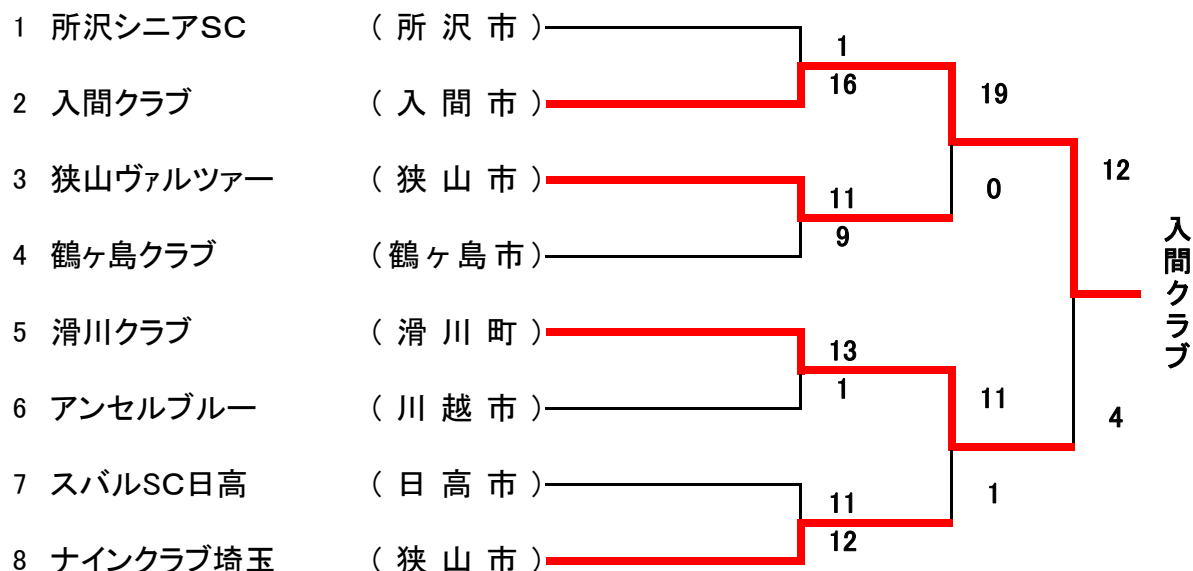 1 所沢シニアSC (所沢市)
1
16
2 入間クラブ (入間市)
19
3 狭山ヴァルツァー (狭山市)
11
9
0
12
4 鶴ヶ島クラブ (鶴ヶ島市)
入間クラブ
5 滑川クラブ (滑川町)
13
1
6 アンセルブルー (川越市)
11
4
7 スバルSC日高 (日高市)
11
12
1
8 ナインクラブ埼玉 (狭山市)